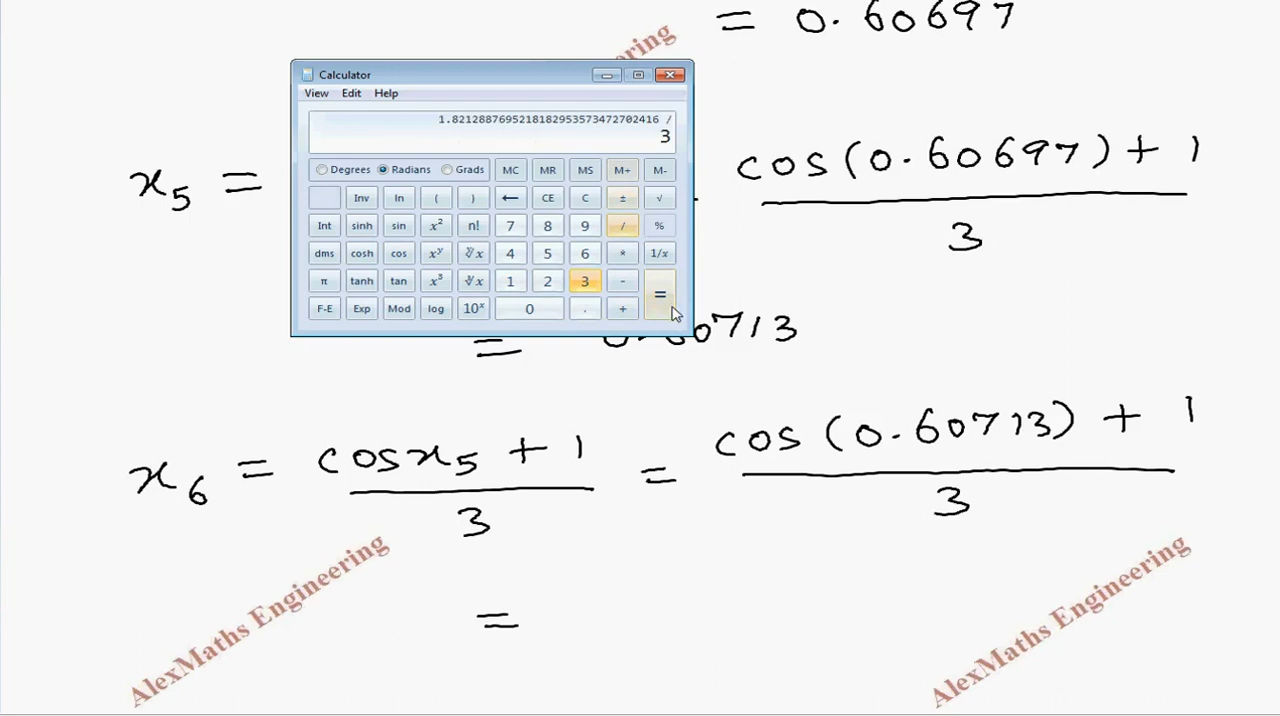 = 0.60697
Engineering
Calculator
View Edit Help
1.8212887695218182953573472702416 /
3
Degrees Radians Grads MC MR MS M+ M-
Inv ln ( ) ← CE C ± √
Int sinh sin x² n! 7 8 9 / %
dms cosh cos xʸ ʸ√x 4 5 6 * 1/x
π tanh tan x³ ³√x 1 2 3 - =
F-E Exp Mod log 10ˣ 0 . +
x₅ = cos(0.60697) + 1
3
= 0.60713
x₆ = cosx₅ + 1 = cos(0.60713) + 1
3 3
=
AlexMaths Engineering
AlexMaths Engineering